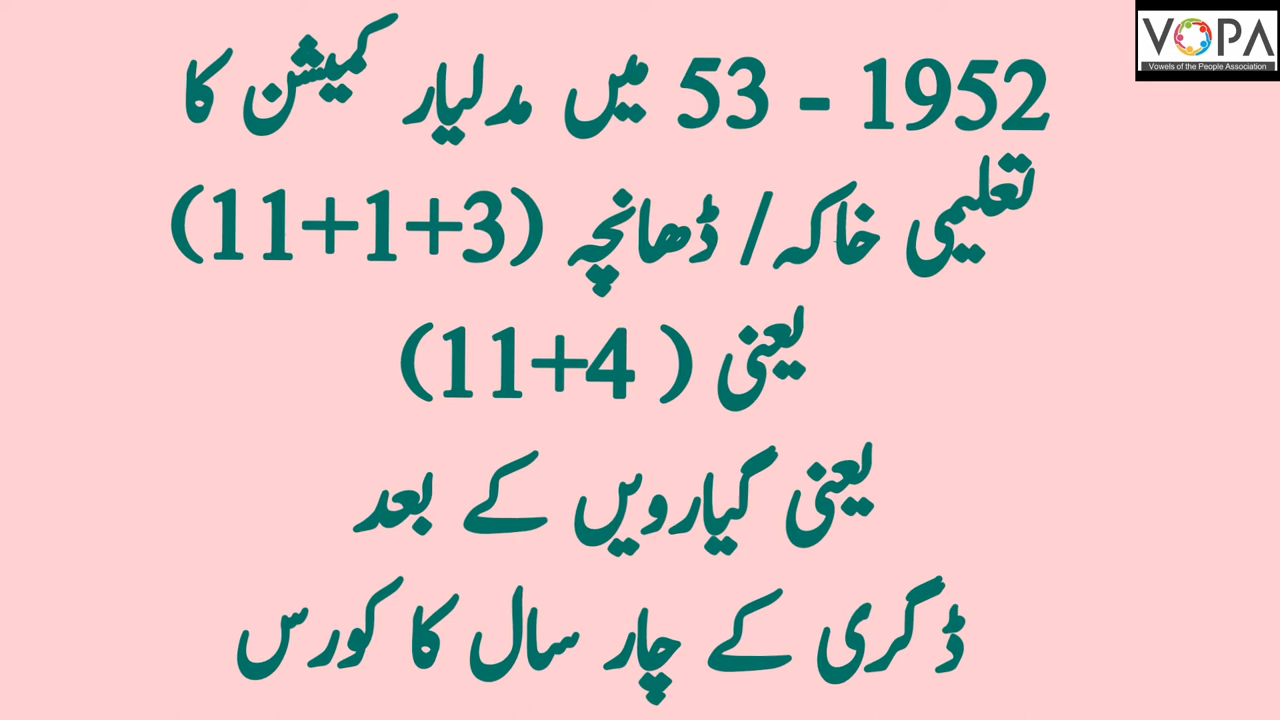 VOPA
Vowels of the People Association
1952 - 53 میں مدلیار کمیشن کا
تعلیمی خاکہ/ ڈھانچہ (11+1+3)
یعنی ( 11+4)
یعنی گیارویں کے بعد
ڈگری کے چار سال کا کورس